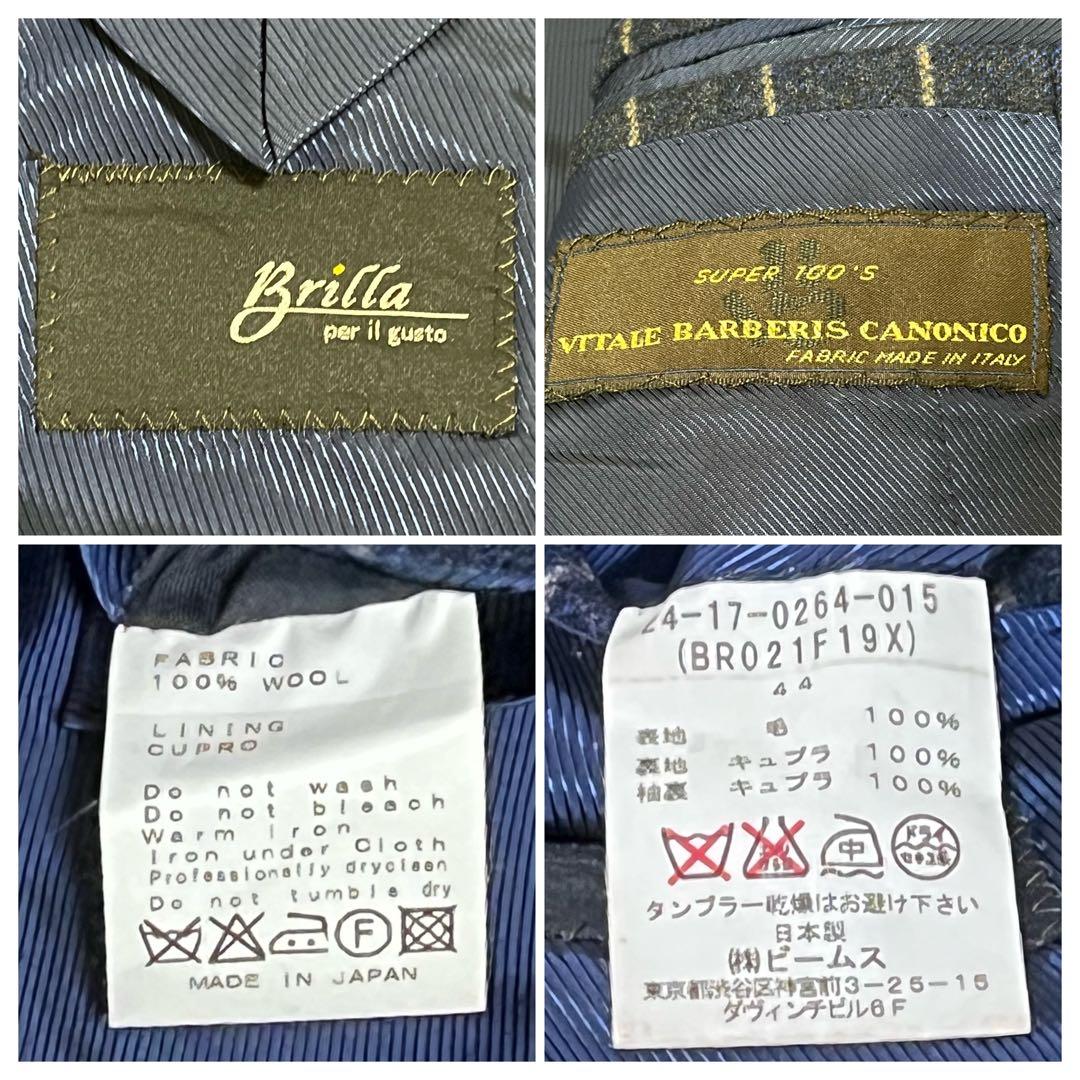 Brilla
per il gusto
SUPER 100'S
VITALE BARBERIS CANONICO
FABRIC MADE IN ITALY
FABRIC
100% WOOL
LINING
CUPRO
Do not wash
Do not bleach
Warm iron
Iron under Cloth
Professionally dryclean
Do not tumble dry
F
MADE IN JAPAN
24-17-0264-015
(BR021F19X)
44
表地 毛 100%
裏地 キュプラ 100%
袖裏 キュプラ 100%
中 ドライ
タンブラー乾燥はお避け下さい
日本製
(株)ビームス
東京都渋谷区神宮前3-25-15
ダヴィンチビル6F